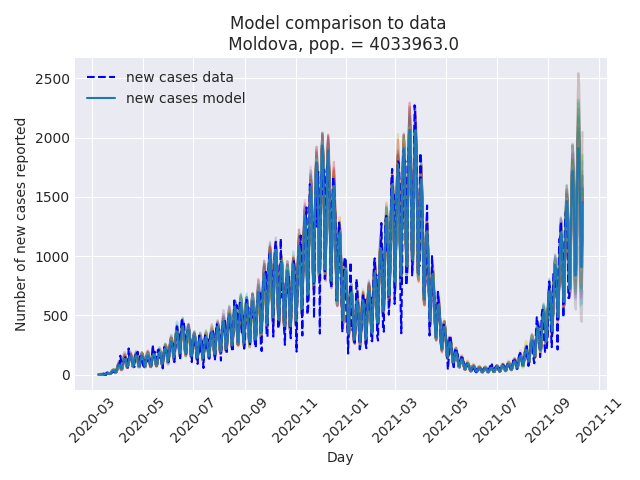 Model comparison to data
Moldova, pop. = 4033963.0
new cases data
new cases model
Number of new cases reported
2500
2000
1500
1000
500
0
2020-03
2020-05
2020-07
2020-09
2020-11
2021-01
2021-03
2021-05
2021-07
2021-09
2021-11
Day